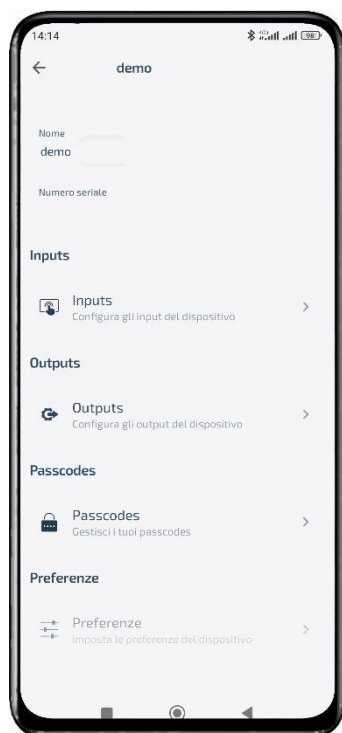 14:14
98
demo
Nome
demo
Numero seriale
Inputs
Inputs
Configura gli input del dispositivo
Outputs
Outputs
Configura gli output del dispositivo
Passcodes
Passcodes
Gestisci i tuoi passcodes
Preferenze
Preferenze
Imposta le preferenze del dispositivo